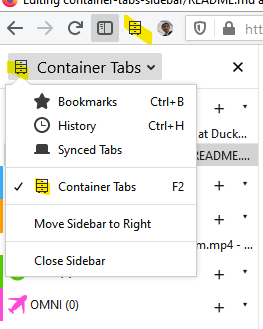 Editing container-tabs-sidebar/README.md a
Container Tabs
Bookmarks Ctrl+B
History Ctrl+H
Synced Tabs
at Duck...
README....
Container Tabs F2
Move Sidebar to Right
m.mp4 -
Close Sidebar
OMNI (0)